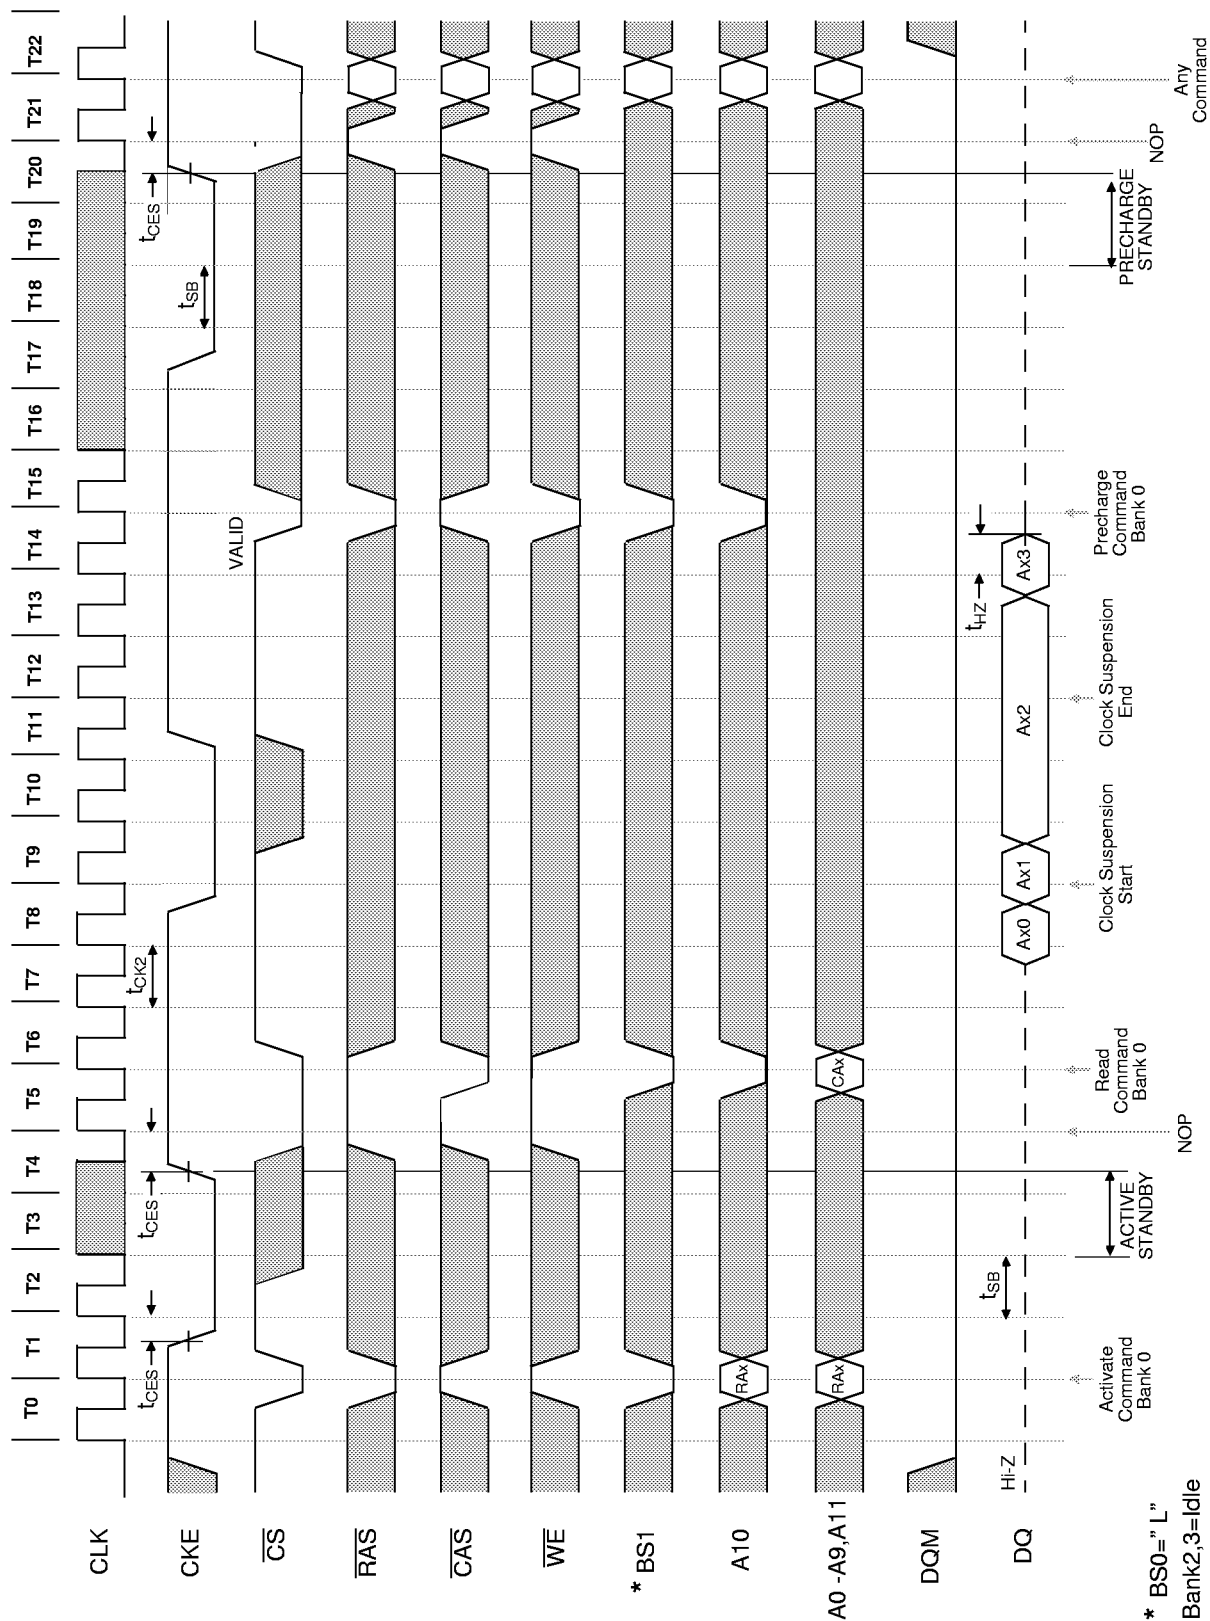 T0 T1 T2 T3 T4 T5 T6 T7 T8 T9 T10 T11 T12 T13 T14 T15 T16 T17 T18 T19 T20 T21 T22
CLK
tCK2
CKE
tCES
tCES
tSB
tCES
CS
VALID
RAS
CAS
WE
* BS1
A10
RAx
A0 -A9,A11
RAx
CAx
DQM
DQ
Hi-Z
tSB
Ax0
Ax1
Ax2
tHZ
Ax3
Activate
Command
Bank 0
ACTIVE
STANDBY
NOP
Read
Command
Bank 0
Clock Suspension
Start
Clock Suspension
End
Precharge
Command
Bank 0
PRECHARGE
STANDBY
NOP
Any
Command
* BS0=" L"
Bank2,3=Idle